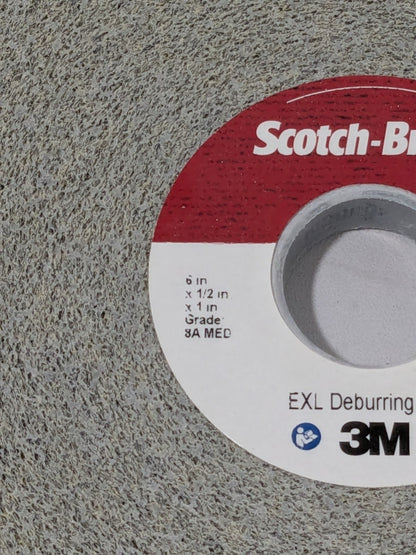 Scotch-Br
6 in
x 1/2 in
x 1 in
Grade:
8A MED
EXL Deburring
3M